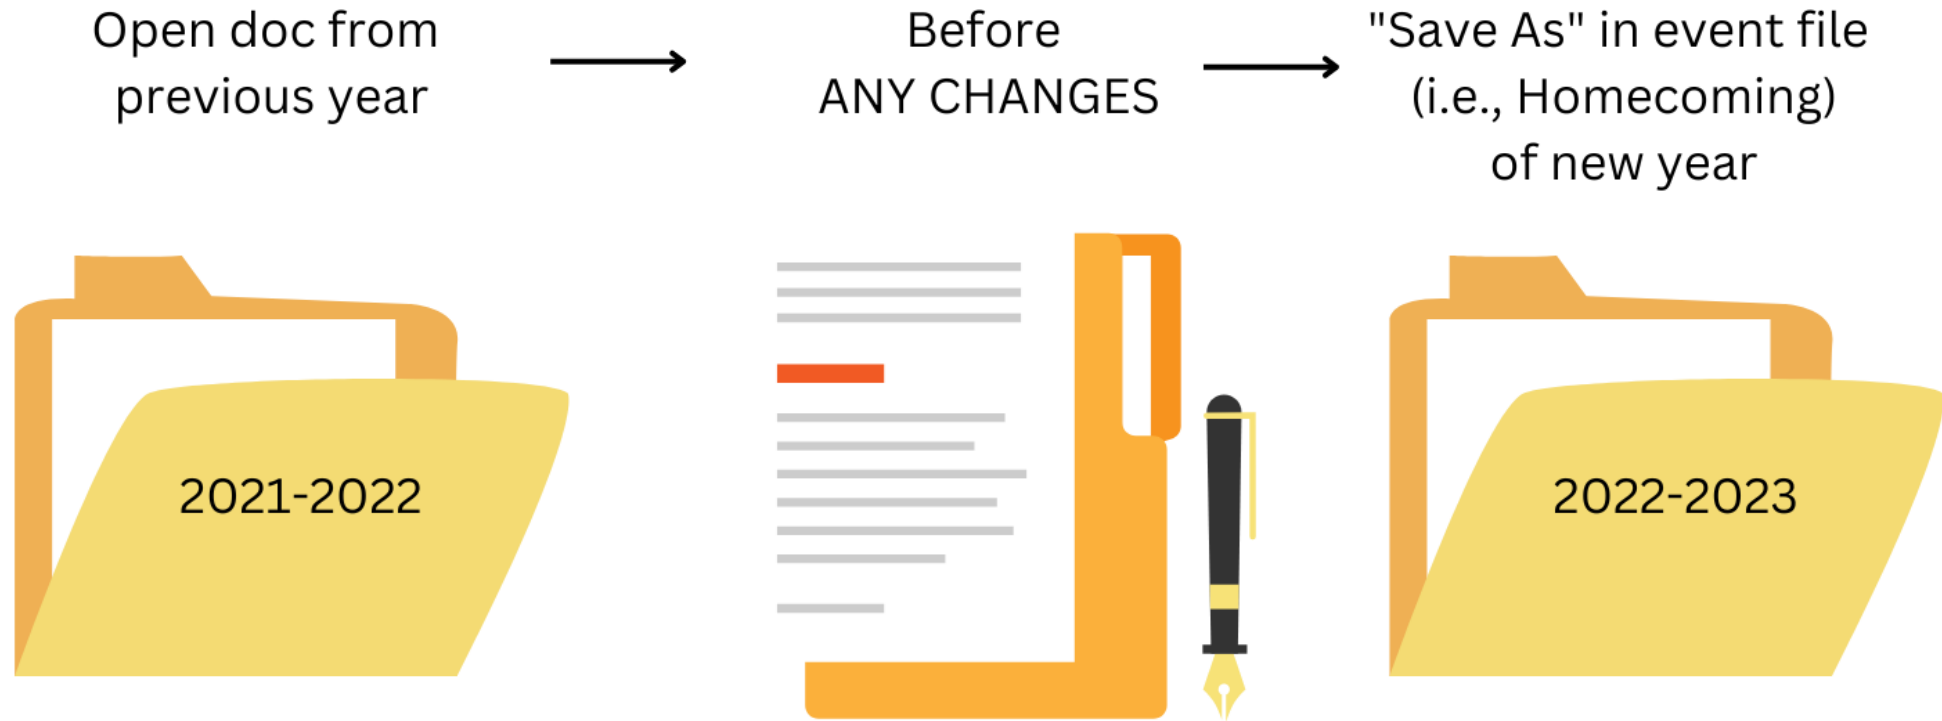 Open doc from
previous year
Before
ANY CHANGES
"Save As" in event file
(i.e., Homecoming)
of new year
2021-2022
2022-2023